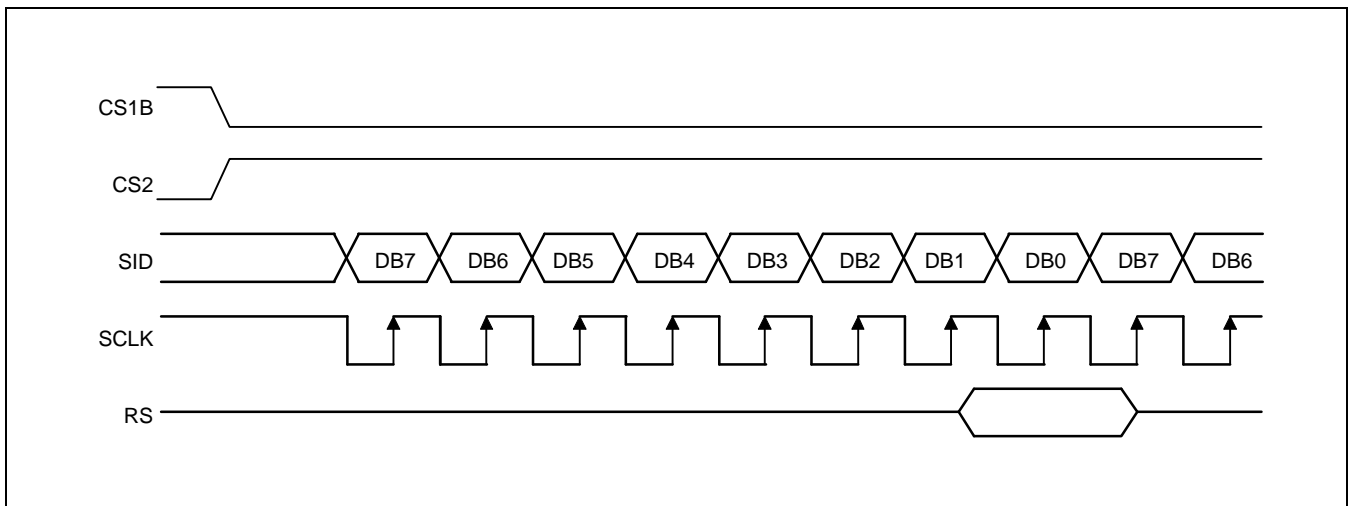 CS1B
CS2
SID DB7 DB6 DB5 DB4 DB3 DB2 DB1 DB0 DB7 DB6
SCLK
RS